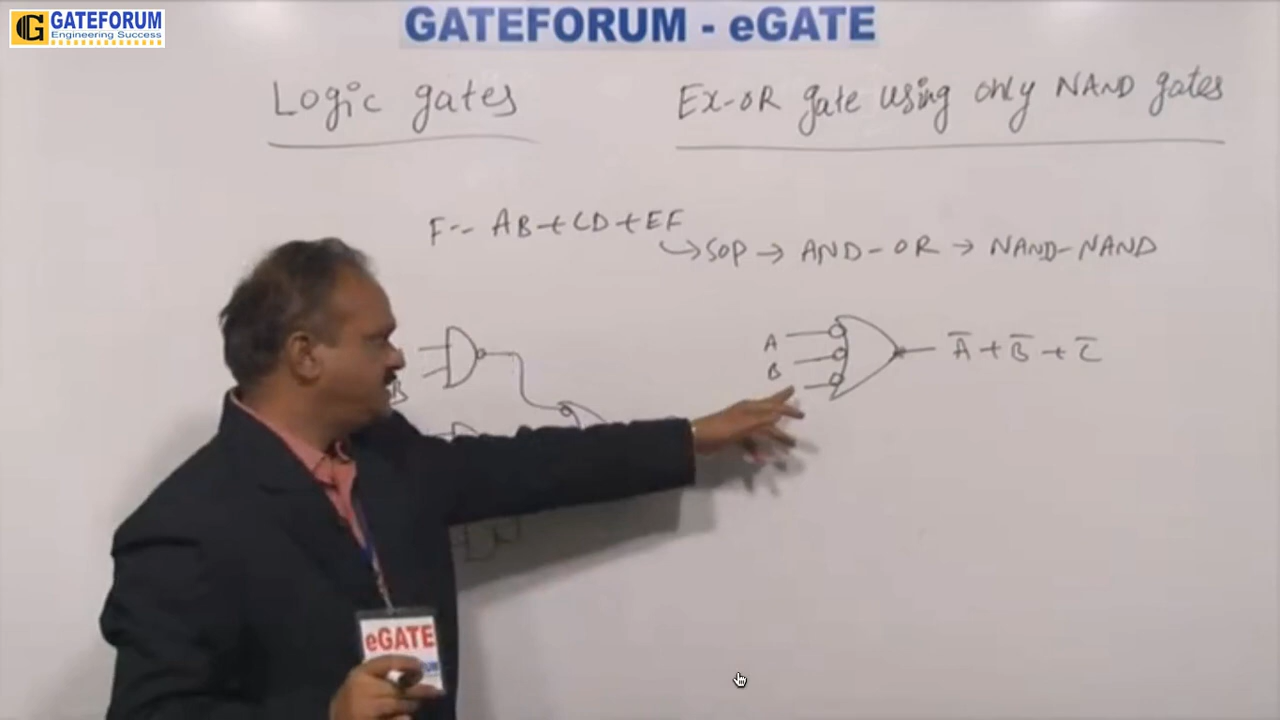 GATEFORUM
Engineering Success
GATEFORUM - eGATE
Logic gates
Ex-OR gate using only NAND gates
F-- AB+CD+EF
↳SOP → AND-OR → NAND-NAND
A
B
B
A̅ + B̅ + C̅
eGATE